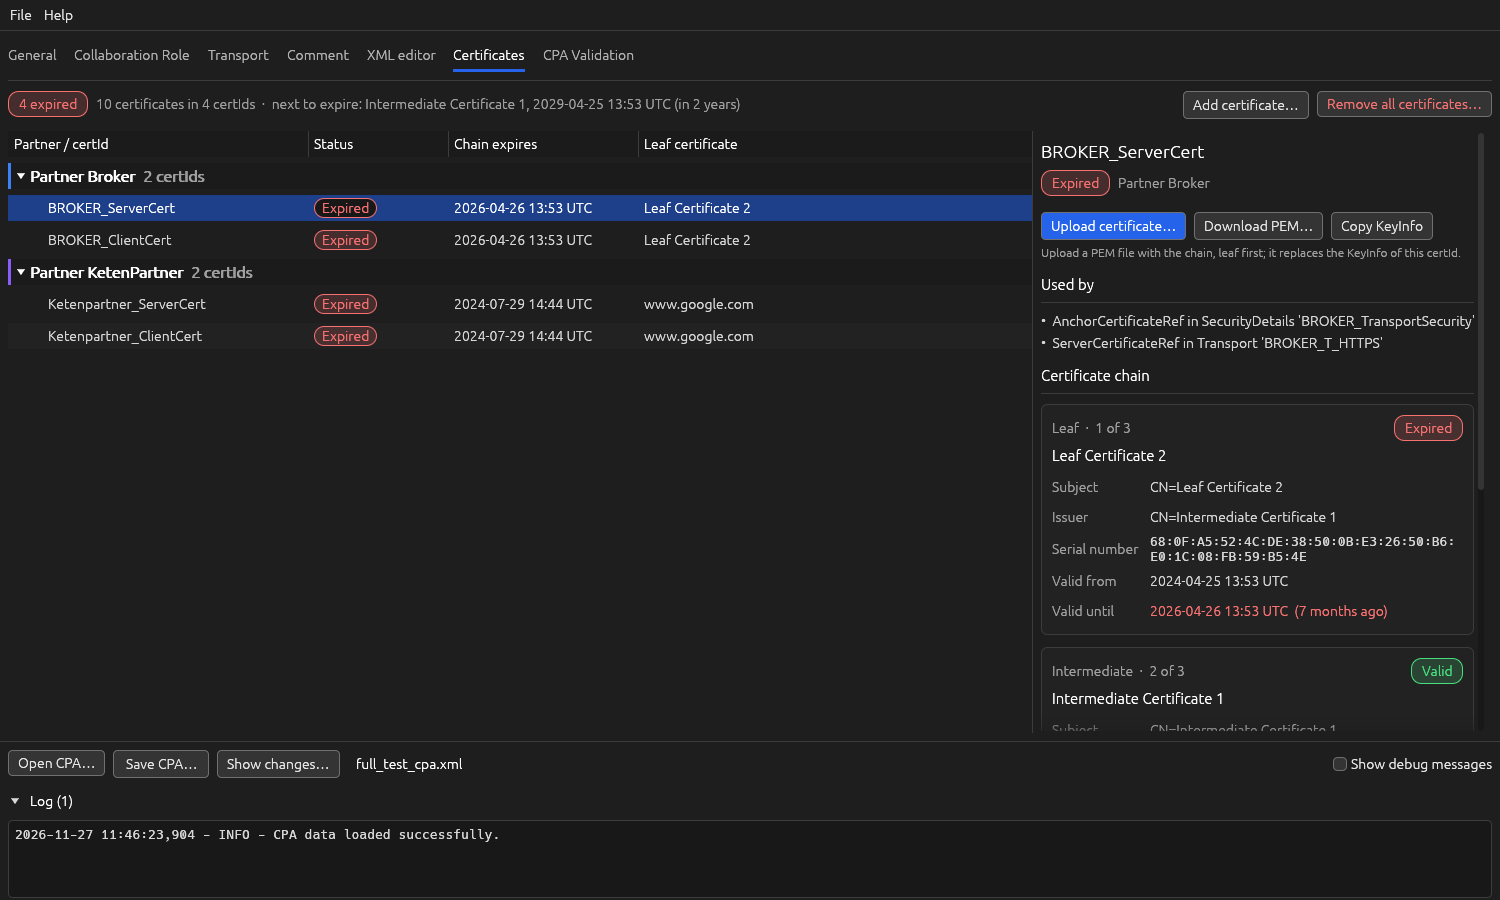 File Help
General Collaboration Role Transport Comment XML editor Certificates CPA Validation
4 expired 10 certificates in 4 certIds · next to expire: Intermediate Certificate 1, 2029-04-25 13:53 UTC (in 2 years) Add certificate... Remove all certificates...
Partner / certId Status Chain expires Leaf certificate
Partner Broker 2 certIds
BROKER_ServerCert Expired 2026-04-26 13:53 UTC Leaf Certificate 2
BROKER_ClientCert Expired 2026-04-26 13:53 UTC Leaf Certificate 2
Partner KetenPartner 2 certIds
Ketenpartner_ServerCert Expired 2024-07-29 14:44 UTC www.google.com
Ketenpartner_ClientCert Expired 2024-07-29 14:44 UTC www.google.com
BROKER_ServerCert
Expired Partner Broker
Upload certificate... Download PEM... Copy KeyInfo
Upload a PEM file with the chain, leaf first; it replaces the KeyInfo of this certId.
Used by
• AnchorCertificateRef in SecurityDetails 'BROKER_TransportSecurity'
• ServerCertificateRef in Transport 'BROKER_T_HTTPS'
Certificate chain
Leaf · 1 of 3 Expired
Leaf Certificate 2
Subject CN=Leaf Certificate 2
Issuer CN=Intermediate Certificate 1
Serial number 68:0F:A5:52:4C:DE:38:50:0B:E3:26:50:B6:
E0:1C:08:FB:59:B5:4E
Valid from 2024-04-25 13:53 UTC
Valid until 2026-04-26 13:53 UTC (7 months ago)
Intermediate · 2 of 3 Valid
Intermediate Certificate 1
Subject CN=Intermediate Certificate 1
Open CPA... Save CPA... Show changes... full_test_cpa.xml Show debug messages
Log (1)
2026-11-27 11:46:23,904 - INFO - CPA data loaded successfully.